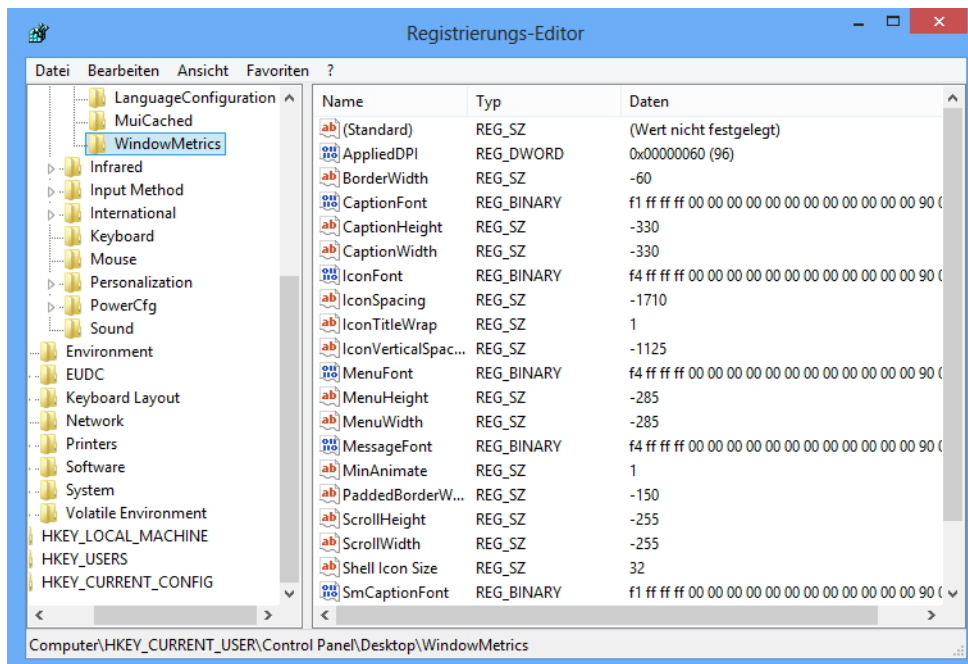 Registrierungs-Editor
Datei Bearbeiten Ansicht Favoriten ?
LanguageConfiguration
MuiCached
WindowMetrics
Infrared
Input Method
International
Keyboard
Mouse
Personalization
PowerCfg
Sound
Environment
EUDC
Keyboard Layout
Network
Printers
Software
System
Volatile Environment
HKEY_LOCAL_MACHINE
HKEY_USERS
HKEY_CURRENT_CONFIG
Name Typ Daten
(Standard) REG_SZ (Wert nicht festgelegt)
AppliedDPI REG_DWORD 0x00000060 (96)
BorderWidth REG_SZ -60
CaptionFont REG_BINARY f1 ff ff ff 00 00 00 00 00 00 00 00 00 00 00 00 90
CaptionHeight REG_SZ -330
CaptionWidth REG_SZ -330
IconFont REG_BINARY f4 ff ff ff 00 00 00 00 00 00 00 00 00 00 00 00 90
IconSpacing REG_SZ -1710
IconTitleWrap REG_SZ 1
IconVerticalSpac... REG_SZ -1125
MenuFont REG_BINARY f4 ff ff ff 00 00 00 00 00 00 00 00 00 00 00 00 90
MenuHeight REG_SZ -285
MenuWidth REG_SZ -285
MessageFont REG_BINARY f4 ff ff ff 00 00 00 00 00 00 00 00 00 00 00 00 90
MinAnimate REG_SZ 1
PaddedBorderW... REG_SZ -150
ScrollHeight REG_SZ -255
ScrollWidth REG_SZ -255
Shell Icon Size REG_SZ 32
SmCaptionFont REG_BINARY f1 ff ff ff 00 00 00 00 00 00 00 00 00 00 00 00 90
Computer\HKEY_CURRENT_USER\Control Panel\Desktop\WindowMetrics